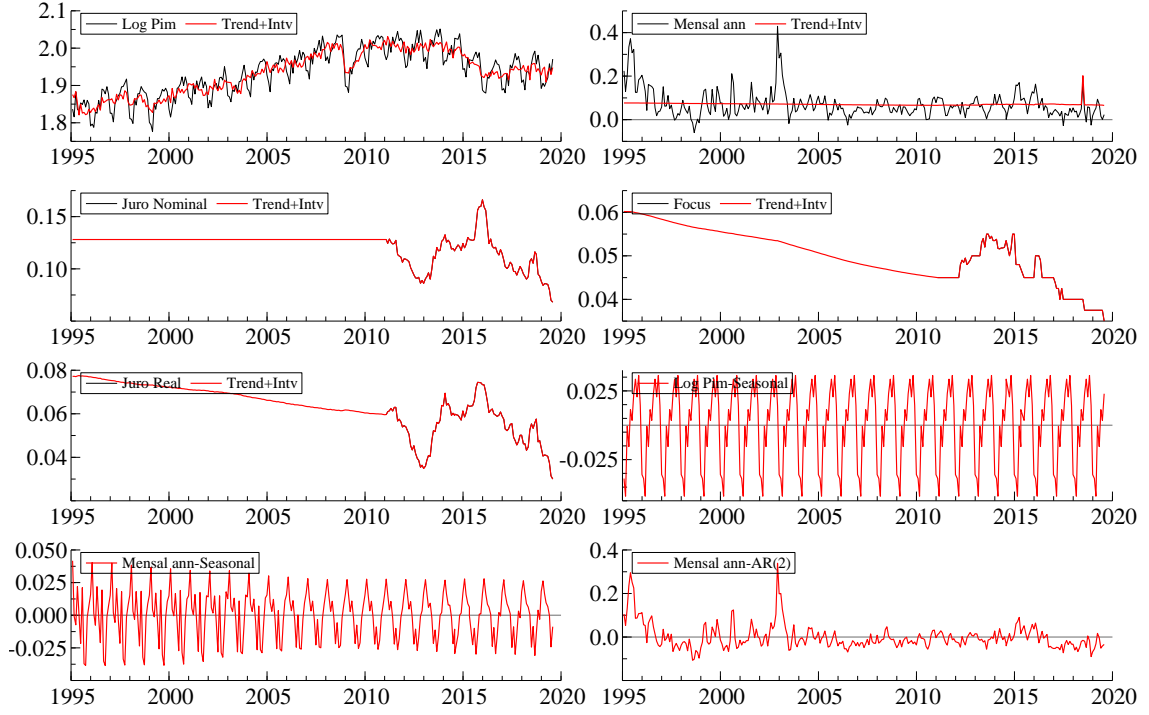 2.1 Log Pim Trend+Intv
2.0
1.9
1.8
1995 2000 2005 2010 2015 2020
0.4 Mensal ann Trend+Intv
0.2
0.0
1995 2000 2005 2010 2015 2020
Juro Nominal Trend+Intv
0.15
0.10
1995 2000 2005 2010 2015 2020
Focus Trend+Intv
0.06
0.05
0.04
1995 2000 2005 2010 2015 2020
0.08 Juro Real Trend+Intv
0.06
0.04
1995 2000 2005 2010 2015 2020
Log Pim-Seasonal
0.025
-0.025
1995 2000 2005 2010 2015 2020
0.050 Mensal ann-Seasonal
0.025
0.000
-0.025
1995 2000 2005 2010 2015 2020
0.4 Mensal ann-AR(2)
0.2
0.0
1995 2000 2005 2010 2015 2020